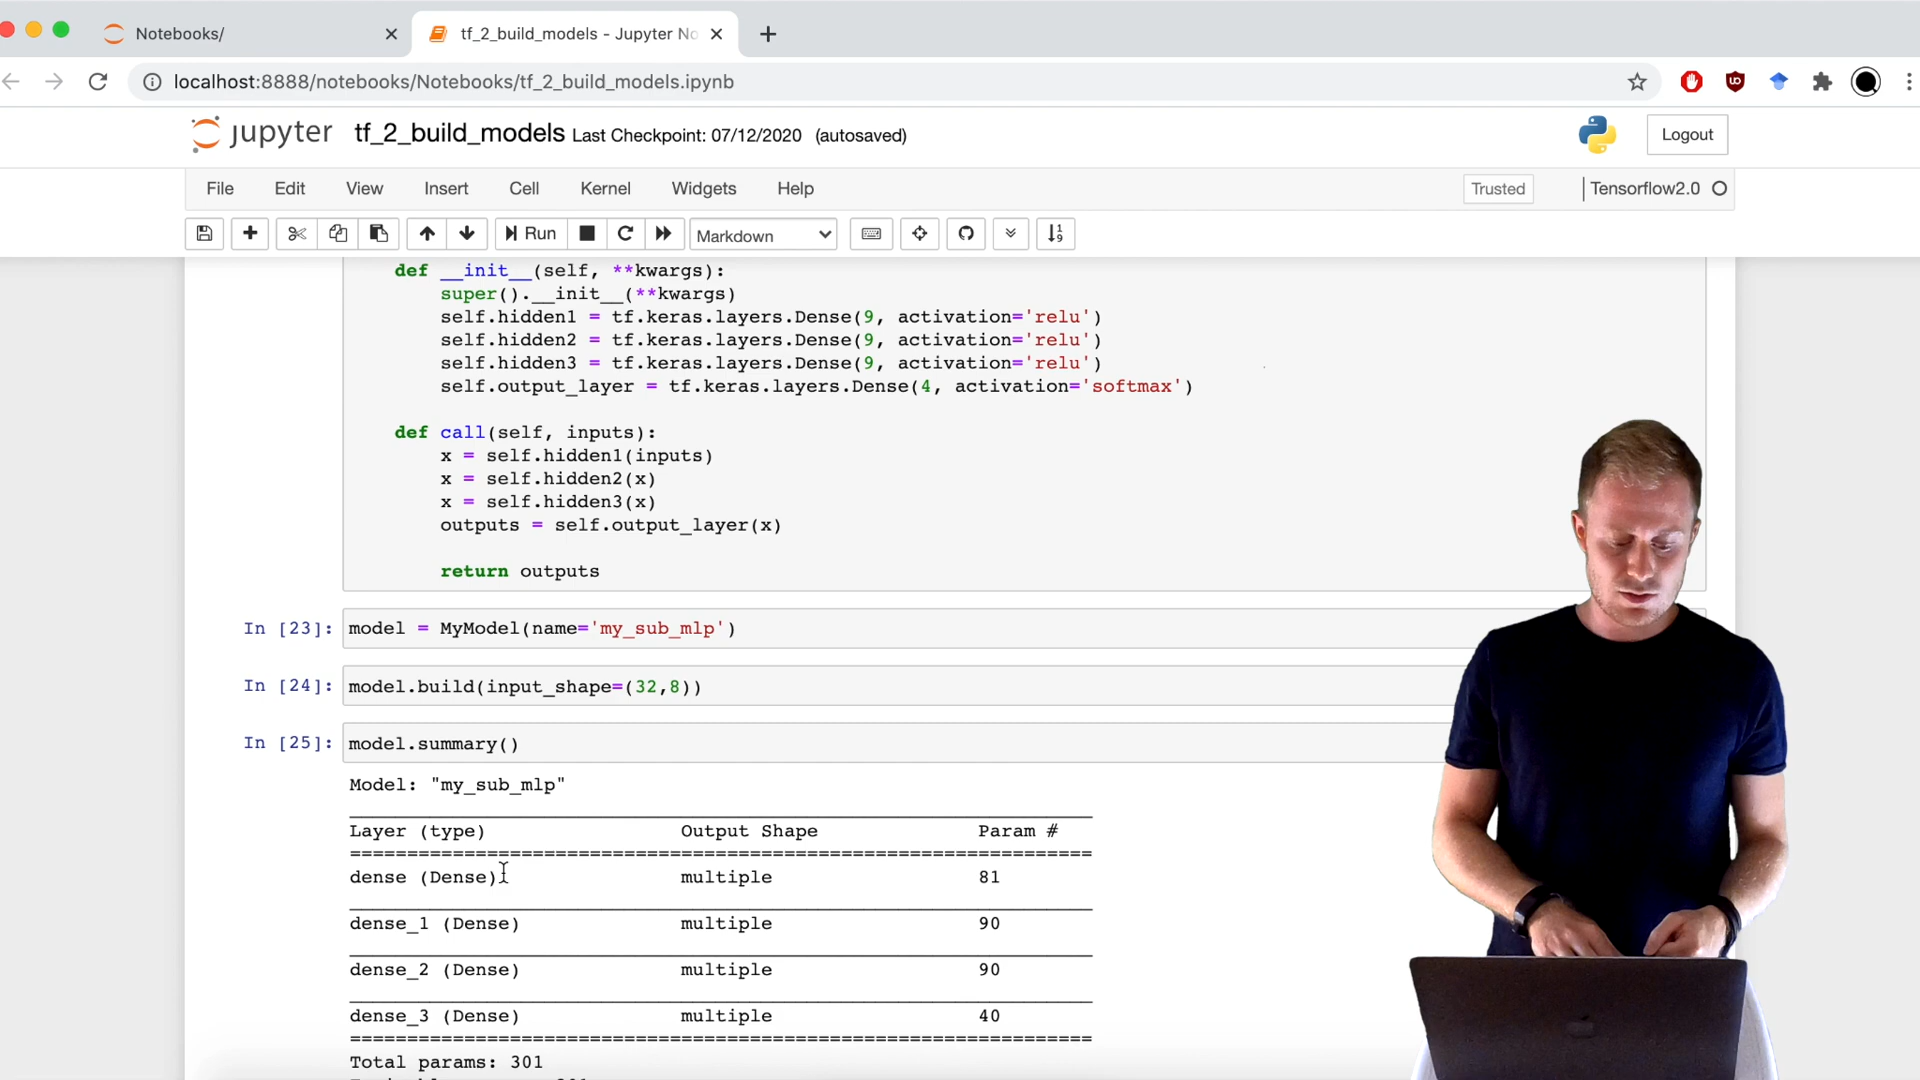 Notebooks/
tf_2_build_models - Jupyter No
localhost:8888/notebooks/Notebooks/tf_2_build_models.ipynb
jupyter tf_2_build_models Last Checkpoint: 07/12/2020 (autosaved)
Logout
File Edit View Insert Cell Kernel Widgets Help
Trusted
Tensorflow2.0
Run
Markdown
def __init__(self, **kwargs):
super().__init__(**kwargs)
self.hidden1 = tf.keras.layers.Dense(9, activation='relu')
self.hidden2 = tf.keras.layers.Dense(9, activation='relu')
self.hidden3 = tf.keras.layers.Dense(9, activation='relu')
self.output_layer = tf.keras.layers.Dense(4, activation='softmax')
def call(self, inputs):
x = self.hidden1(inputs)
x = self.hidden2(x)
x = self.hidden3(x)
outputs = self.output_layer(x)
return outputs
In [23]: model = MyModel(name='my_sub_mlp')
In [24]: model.build(input_shape=(32,8))
In [25]: model.summary()
Model: "my_sub_mlp"
Layer (type) Output Shape Param #
dense (Dense) multiple 81
dense_1 (Dense) multiple 90
dense_2 (Dense) multiple 90
dense_3 (Dense) multiple 40
Total params: 301